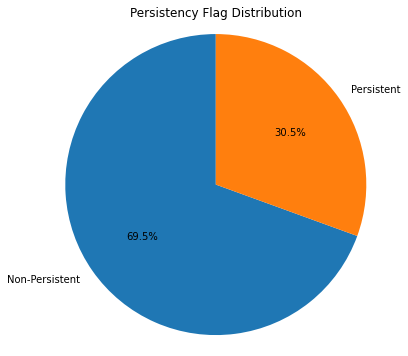 Persistency Flag Distribution
Persistent
30.5%
69.5%
Non-Persistent